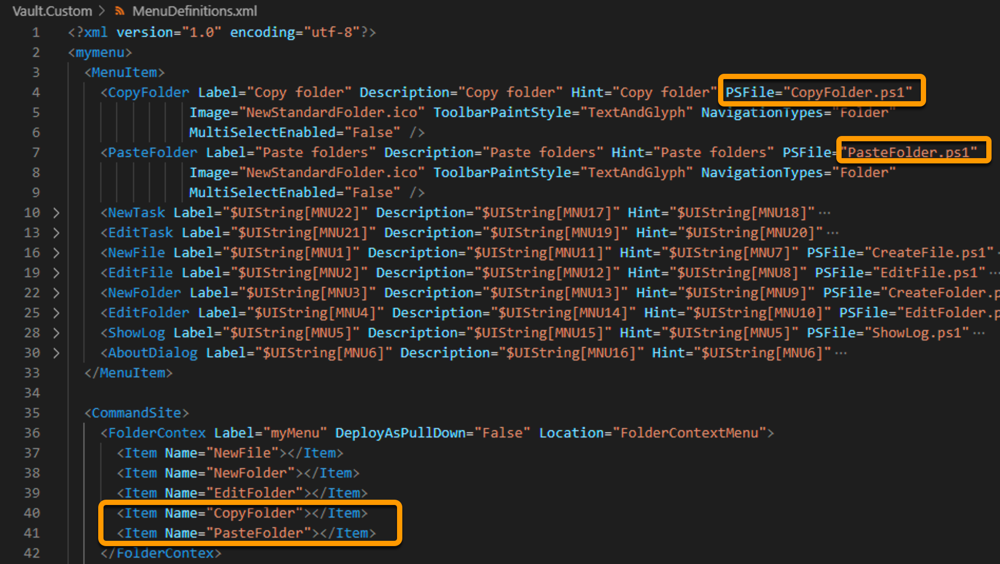 Vault.Custom > MenuDefinitions.xml
1 <?xml version="1.0" encoding="utf-8"?>
2 <mymenu>
3 <MenuItem>
4 <CopyFolder Label="Copy folder" Description="Copy folder" Hint="Copy folder" PSFile="CopyFolder.ps1"
5 Image="NewStandardFolder.ico" ToolbarPaintStyle="TextAndGlyph" NavigationTypes="Folder"
6 MultiSelectEnabled="False" />
7 <PasteFolder Label="Paste folders" Description="Paste folders" Hint="Paste folders" PSFile="PasteFolder.ps1"
8 Image="NewStandardFolder.ico" ToolbarPaintStyle="TextAndGlyph" NavigationTypes="Folder"
9 MultiSelectEnabled="False" />
10 > <NewTask Label="$UIString[MNU22]" Description="$UIString[MNU17]" Hint="$UIString[MNU18]"···
13 > <EditTask Label="$UIString[MNU21]" Description="$UIString[MNU19]" Hint="$UIString[MNU20]"···
16 > <NewFile Label="$UIString[MNU1]" Description="$UIString[MNU11]" Hint="$UIString[MNU7]" PSFile="CreateFile.ps1"·
19 > <EditFile Label="$UIString[MNU2]" Description="$UIString[MNU12]" Hint="$UIString[MNU8]" PSFile="EditFile.ps1"···
22 > <NewFolder Label="$UIString[MNU3]" Description="$UIString[MNU13]" Hint="$UIString[MNU9]" PSFile="CreateFolder.p
25 > <EditFolder Label="$UIString[MNU4]" Description="$UIString[MNU14]" Hint="$UIString[MNU10]" PSFile="EditFolder.p
28 > <ShowLog Label="$UIString[MNU5]" Description="$UIString[MNU15]" Hint="$UIString[MNU5]" PSFile="ShowLog.ps1"···
30 > <AboutDialog Label="$UIString[MNU6]" Description="$UIString[MNU16]" Hint="$UIString[MNU6]"···
33 </MenuItem>
34
35 <CommandSite>
36 <FolderContex Label="myMenu" DeployAsPullDown="False" Location="FolderContextMenu">
37 <Item Name="NewFile"></Item>
38 <Item Name="NewFolder"></Item>
39 <Item Name="EditFolder"></Item>
40 <Item Name="CopyFolder"></Item>
41 <Item Name="PasteFolder"></Item>
42 </FolderContex>